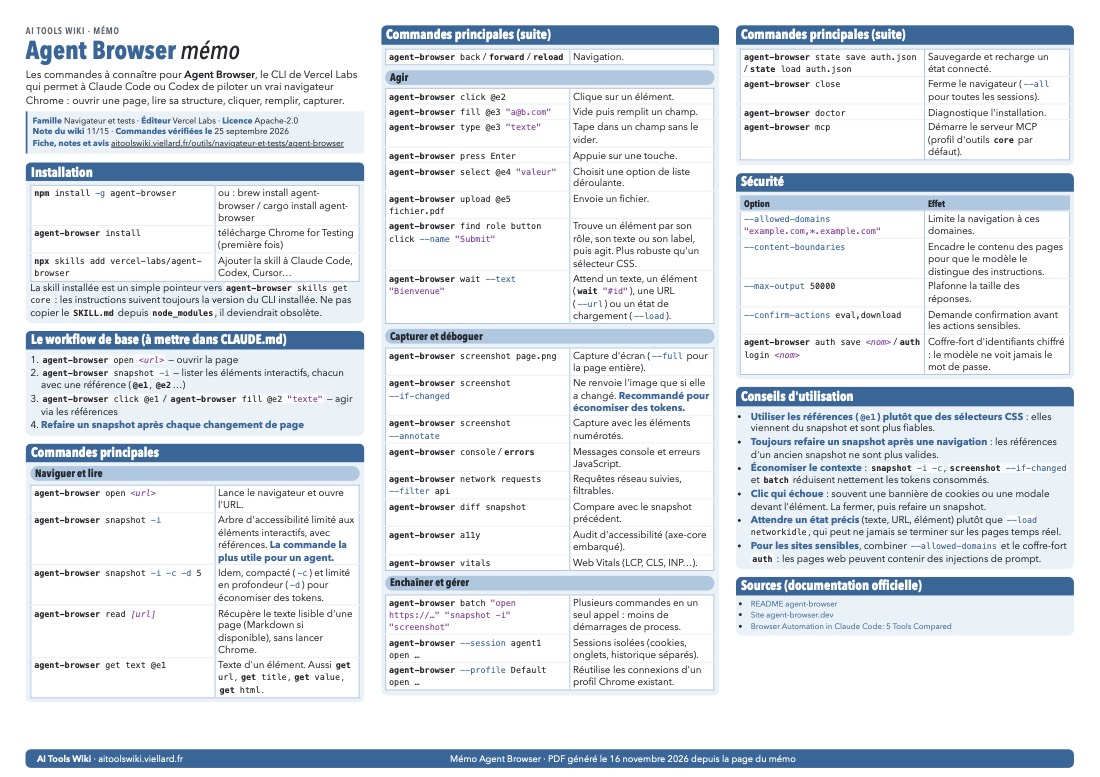 AI TOOLS WIKI · MÉMO
Agent Browser mémo
Les commandes à connaître pour Agent Browser, le CLI de Vercel Labs
qui permet à Claude Code ou Codex de piloter un vrai navigateur
Chrome : ouvrir une page, lire sa structure, cliquer, remplir, capturer.
Famille Navigateur et tests · Éditeur Vercel Labs · Licence Apache-2.0
Note du wiki 11/15 · Commandes vérifiées le 25 septembre 2026
Fiche, notes et avis aitoolswiki.viellard.fr/outils/navigateur-et-tests/agent-browser
Installation
npm install -g agent-browser
ou : brew install agent-
browser / cargo install agent-
browser
agent-browser install
télécharge Chrome for Testing
(première fois)
npx skills add vercel-labs/agent-
browser
Ajouter la skill à Claude Code,
Codex, Cursor…
La skill installée est un simple pointeur vers agent-browser skills get
core : les instructions suivent toujours la version du CLI installée. Ne pas
copier le SKILL.md depuis node_modules, il deviendrait obsolète.
Le workflow de base (à mettre dans CLAUDE.md)
1. agent-browser open <url> – ouvrir la page
2. agent-browser snapshot -i – lister les éléments interactifs, chacun
avec une référence (@e1, @e2…)
3. agent-browser click @e1 / agent-browser fill @e2 "texte" – agir
via les références
4. Refaire un snapshot après chaque changement de page
Commandes principales
Naviguer et lire
agent-browser open <url>
Lance le navigateur et ouvre
l'URL.
agent-browser snapshot -i
Arbre d'accessibilité limité aux
éléments interactifs, avec
références. La commande la
plus utile pour un agent.
agent-browser snapshot -i -c -d 5
Idem, compacté (-c) et limité
en profondeur (-d) pour
économiser des tokens.
agent-browser read [url]
Récupère le texte lisible d'une
page (Markdown si
disponible), sans lancer
Chrome.
agent-browser get text @e1
Texte d'un élément. Aussi get
url, get title, get value,
get html.
Commandes principales (suite)
agent-browser back / forward / reload
Navigation.
Agir
agent-browser click @e2
Clique sur un élément.
agent-browser fill @e3 "a@b.com"
Vide puis remplit un champ.
agent-browser type @e3 "texte"
Tape dans un champ sans le
vider.
agent-browser press Enter
Appuie sur une touche.
agent-browser select @e4 "valeur"
Choisit une option de liste
déroulante.
agent-browser upload @e5
fichier.pdf
Envoie un fichier.
agent-browser find role button
click --name "Submit"
Trouve un élément par son
rôle, son texte ou son label,
puis agit. Plus robuste qu'un
sélecteur CSS.
agent-browser wait --text
"Bienvenue"
Attend un texte, un élément
(wait "#id"), une URL
(--url) ou un état de
chargement (--load).
Capturer et déboguer
agent-browser screenshot page.png
Capture d'écran (--full pour
la page entière).
agent-browser screenshot
--if-changed
Ne renvoie l'image que si elle
a changé. Recommandé pour
économiser des tokens.
agent-browser screenshot
--annotate
Capture avec les éléments
numérotés.
agent-browser console / errors
Messages console et erreurs
JavaScript.
agent-browser network requests
--filter api
Requêtes réseau suivies,
filtrables.
agent-browser diff snapshot
Compare avec le snapshot
précédent.
agent-browser a11y
Audit d'accessibilité (axe-core
embarqué).
agent-browser vitals
Web Vitals (LCP, CLS, INP…).
Enchaîner et gérer
agent-browser batch "open
https://…" "snapshot -i"
"screenshot"
Plusieurs commandes en un
seul appel : moins de
démarrages de process.
agent-browser --session agent1
open …
Sessions isolées (cookies,
onglets, historique séparés).
agent-browser --profile Default
open …
Réutilise les connexions d'un
profil Chrome existant.
Commandes principales (suite)
agent-browser state save auth.json
/ state load auth.json
Sauvegarde et recharge un
état connecté.
agent-browser close
Ferme le navigateur (--all
pour toutes les sessions).
agent-browser doctor
Diagnostique l'installation.
agent-browser mcp
Démarre le serveur MCP
(profil d'outils core par
défaut).
Sécurité
Option
Effet
--allowed-domains
"example.com,*.example.com"
Limite la navigation à ces
domaines.
--content-boundaries
Encadre le contenu des pages
pour que le modèle le
distingue des instructions.
--max-output 50000
Plafonne la taille des
réponses.
--confirm-actions eval,download
Demande confirmation avant
les actions sensibles.
agent-browser auth save <nom> / auth
login <nom>
Coffre-fort d'identifiants chiffré
: le modèle ne voit jamais le
mot de passe.
Conseils d'utilisation
• Utiliser les références (@e1) plutôt que des sélecteurs CSS : elles
viennent du snapshot et sont plus fiables.
• Toujours refaire un snapshot après une navigation : les références
d'un ancien snapshot ne sont plus valides.
• Économiser le contexte : snapshot -i -c, screenshot --if-changed
et batch réduisent nettement les tokens consommés.
• Clic qui échoue : souvent une bannière de cookies ou une modale
devant l'élément. La fermer, puis refaire un snapshot.
• Attendre un état précis (texte, URL, élément) plutôt que --load
networkidle, qui peut ne jamais se terminer sur les pages temps réel.
• Pour les sites sensibles, combiner --allowed-domains et le coffre-fort
auth : les pages web peuvent contenir des injections de prompt.
Sources (documentation officielle)
• README agent-browser
• Site agent-browser.dev
• Browser Automation in Claude Code: 5 Tools Compared
AI Tools Wiki · aitoolswiki.viellard.fr
Mémo Agent Browser · PDF généré le 16 novembre 2026 depuis la page du mémo